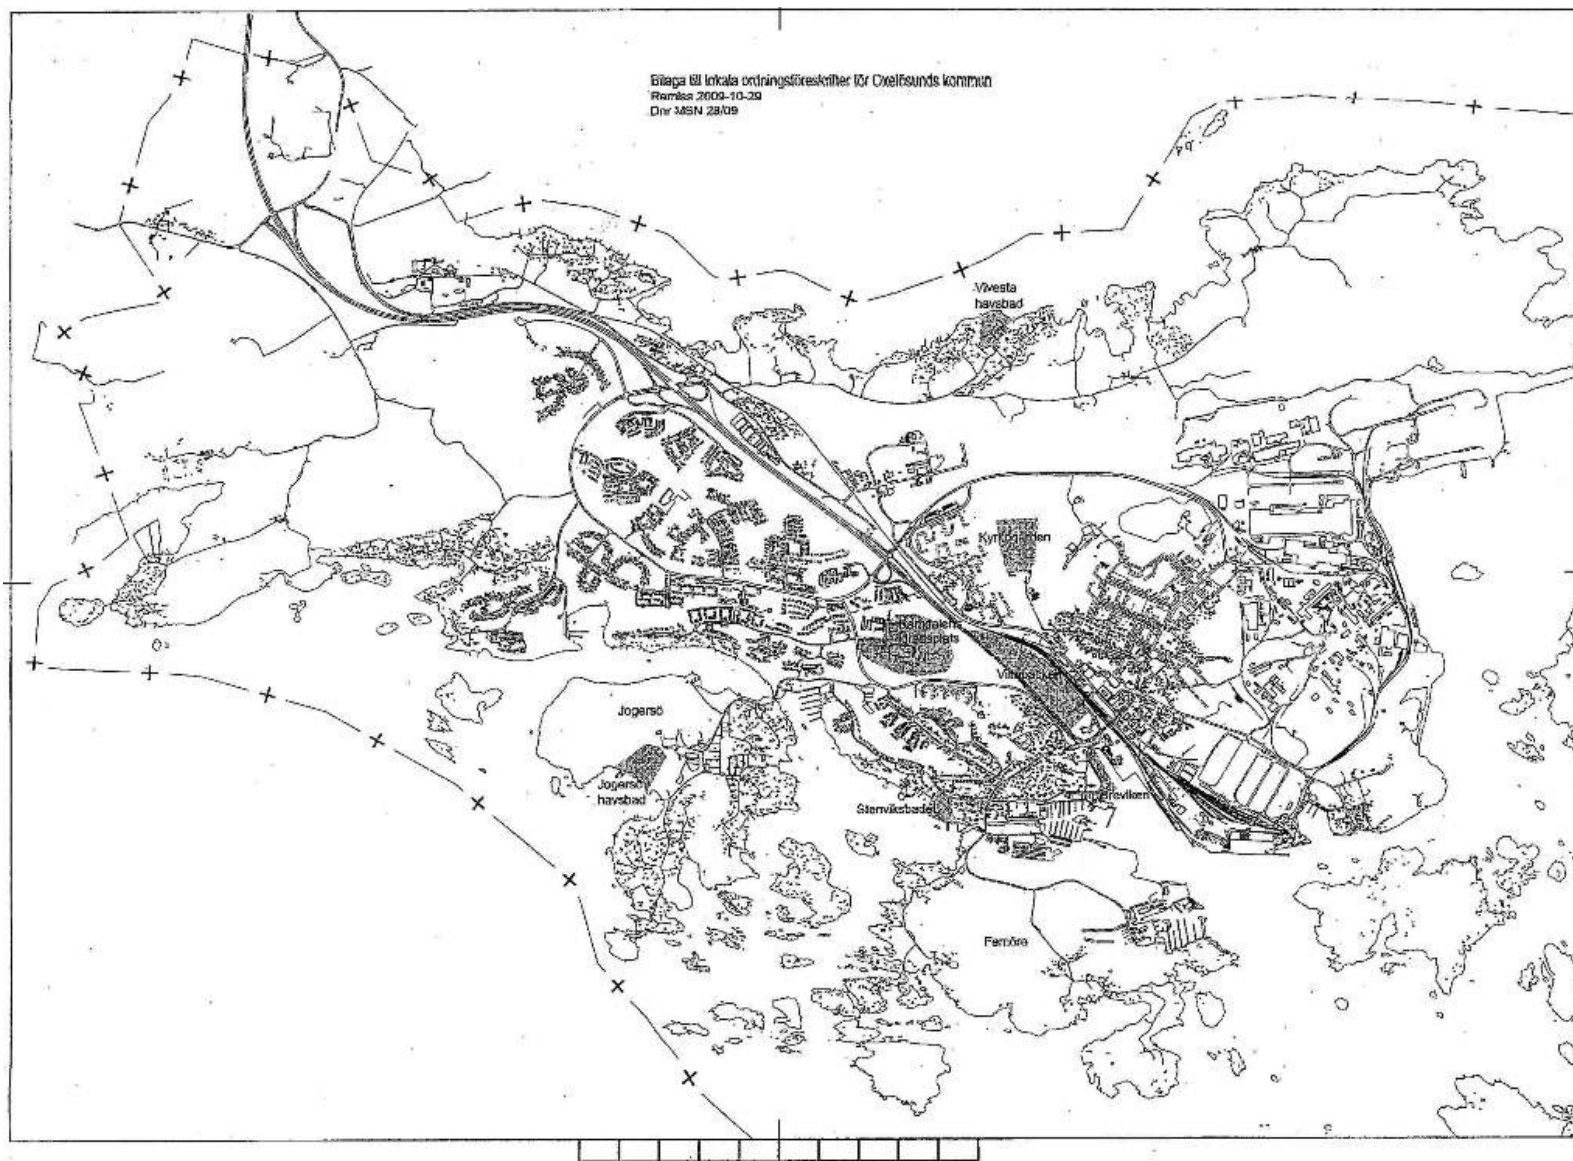 Bilaga till lokala ordningsföreskrifter för Oxelösunds kommun
Remiss 2009-10-29
Dnr MSN 28/09
Vivesta
havsbad
Kyrkogården
Ramdalens
idrottsplats
Jogersö
Jogersö
havsbad
Stenviksbadet
Breviken
Femöre